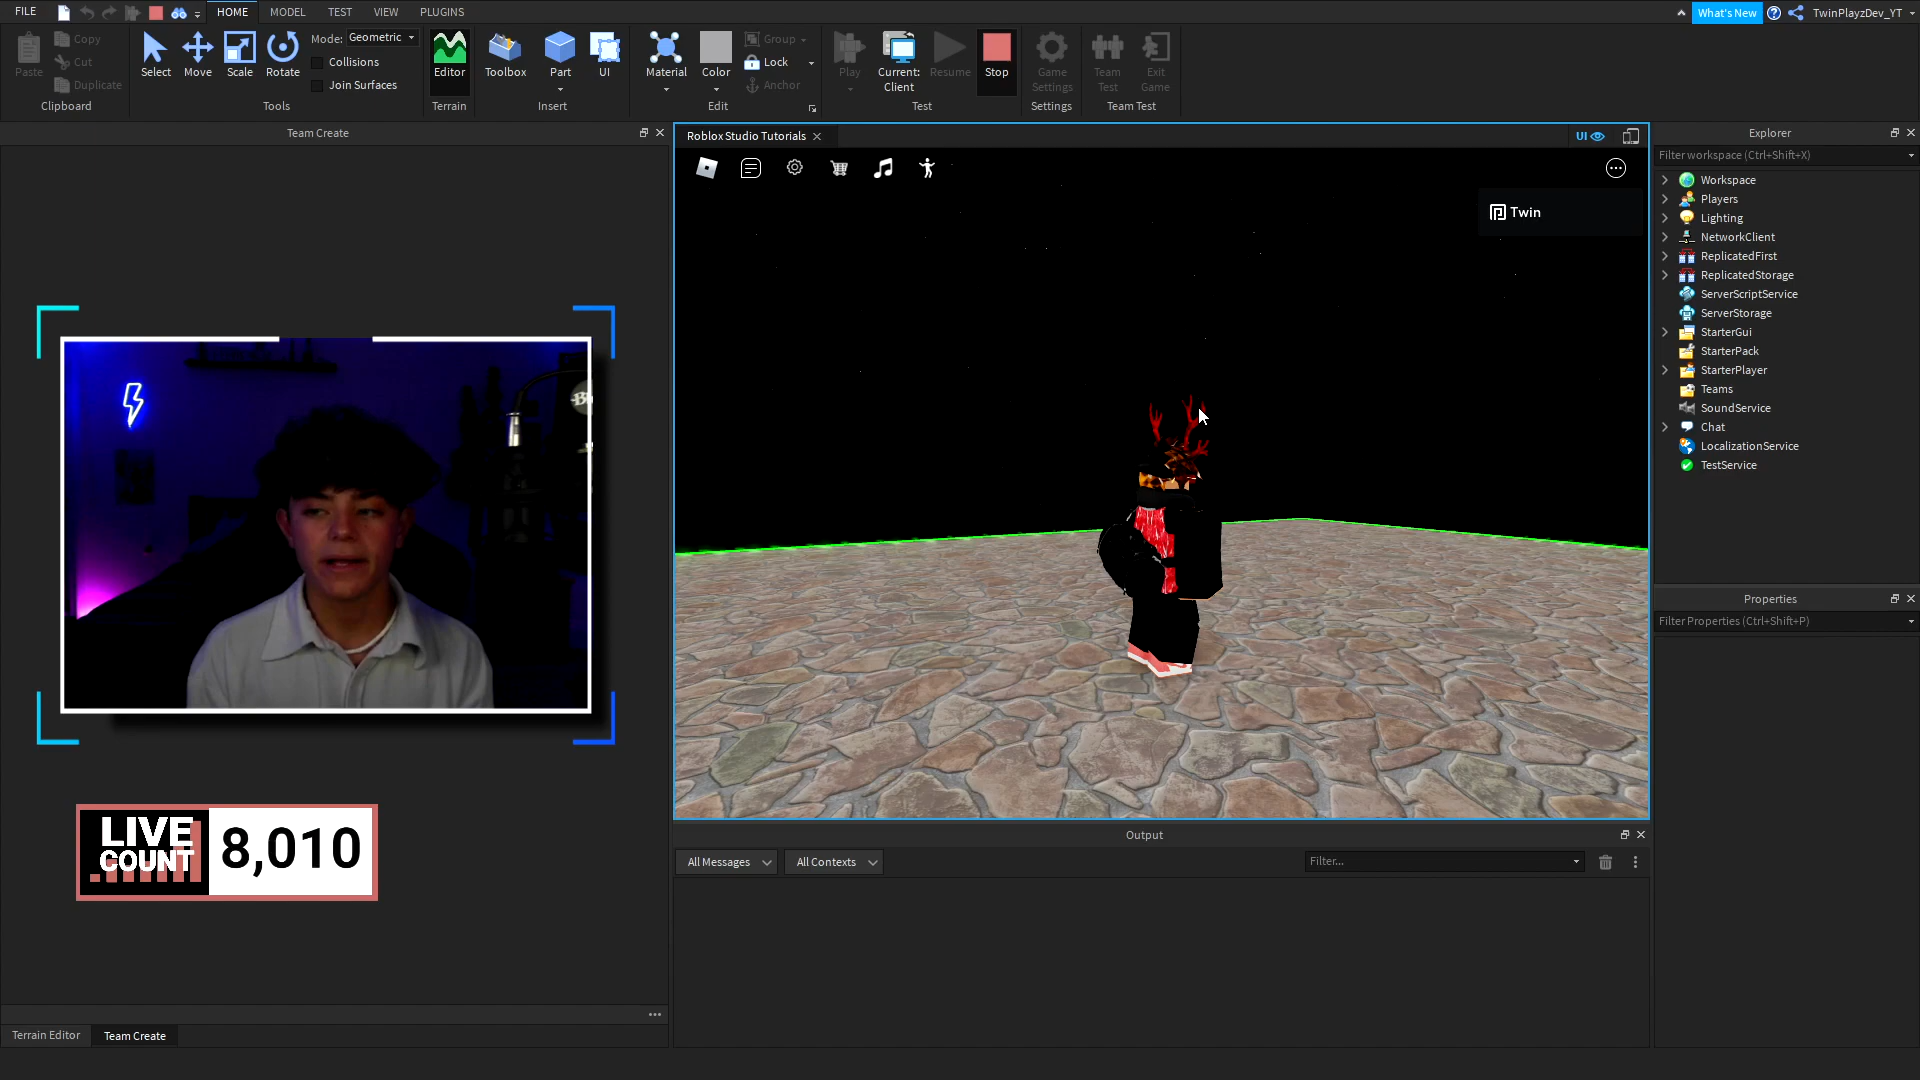 FILE
HOME
MODEL
TEST
VIEW
PLUGINS
What's New
TwinPlayzDev_YT
Paste
Copy
Cut
Duplicate
Clipboard
Select
Move
Scale
Rotate
Mode: Geometric
Collisions
Join Surfaces
Tools
Editor
Terrain
Toolbox
Part
UI
Insert
Material
Color
Group
Lock
Anchor
Edit
Play
Current:
Client
Resume
Stop
Test
Game
Settings
Settings
Team
Test
Exit
Game
Team Test
Team Create
Roblox Studio Tutorials
UI
Twin
LIVE
COUNT
8,010
Terrain Editor
Team Create
Output
All Messages
All Contexts
Filter...
Explorer
Filter workspace (Ctrl+Shift+X)
Workspace
Players
Lighting
NetworkClient
ReplicatedFirst
ReplicatedStorage
ServerScriptService
ServerStorage
StarterGui
StarterPack
StarterPlayer
Teams
SoundService
Chat
LocalizationService
TestService
Properties
Filter Properties (Ctrl+Shift+P)